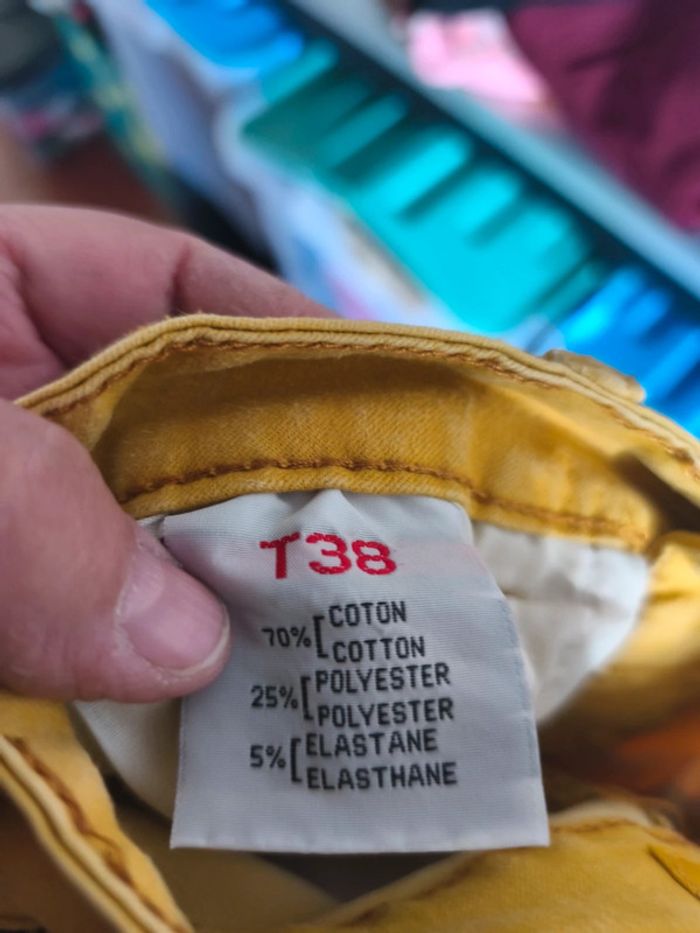 T38
70% COTON
COTTON
25% POLYESTER
POLYESTER
5% ELASTANE
ELASTHANE